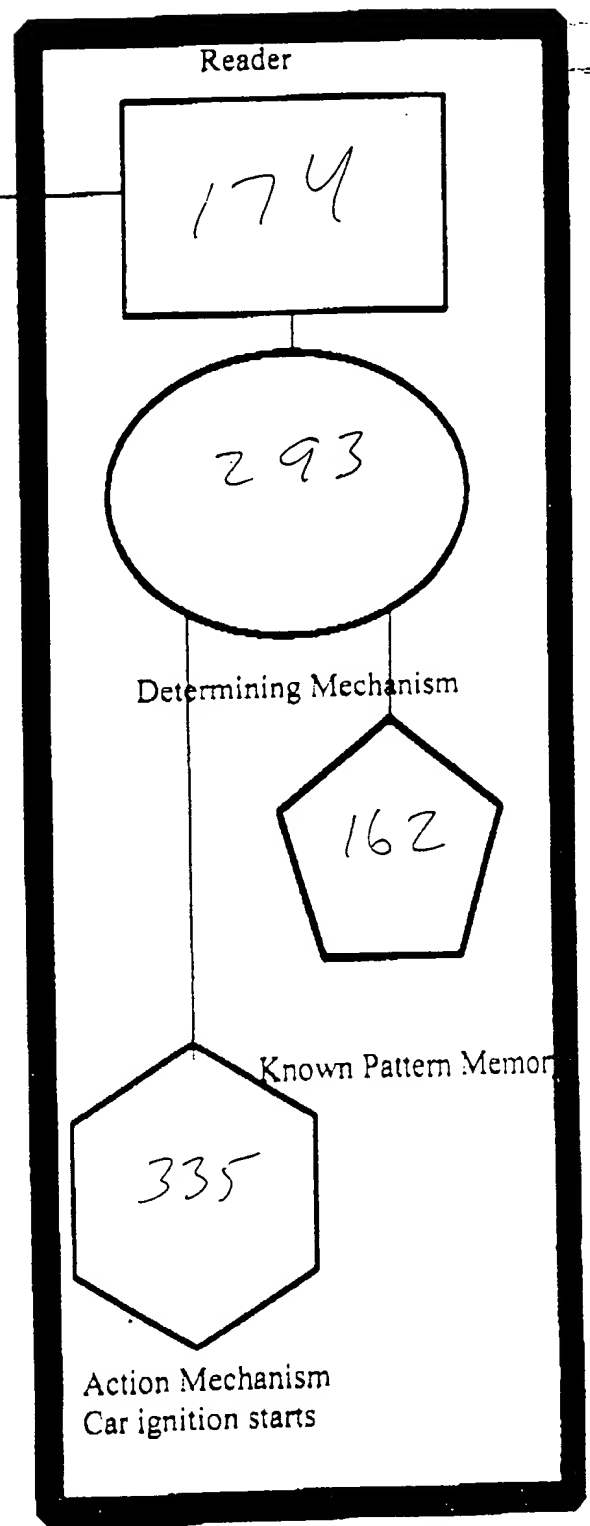 Reader
174
293
Determining Mechanism
162
Known Pattern Memor
335
Action Mechanism
Car ignition starts